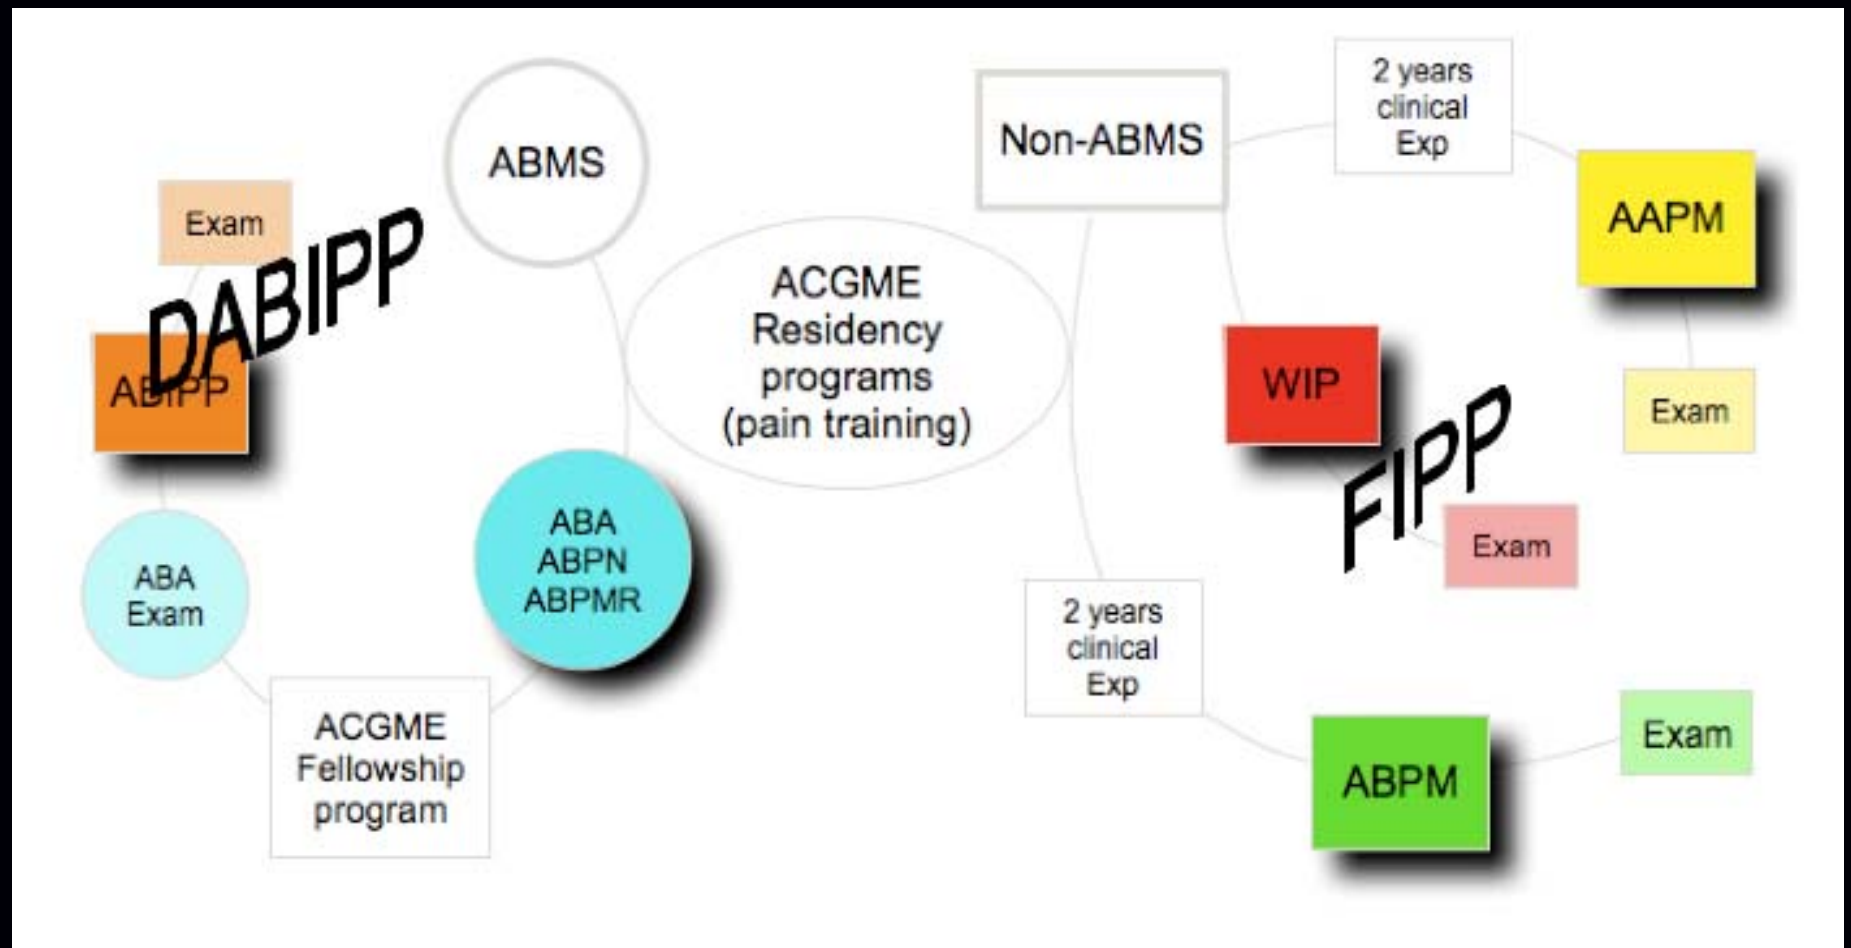 ABMS
Non-ABMS
2 years
clinical
Exp
Exam
DABIPP
ABIPP
ACGME
Residency
programs
(pain training)
AAPM
WIP
Exam
FIPP
Exam
ABA
ABPN
ABPMR
ABA
Exam
2 years
clinical
Exp
ACGME
Fellowship
program
ABPM
Exam